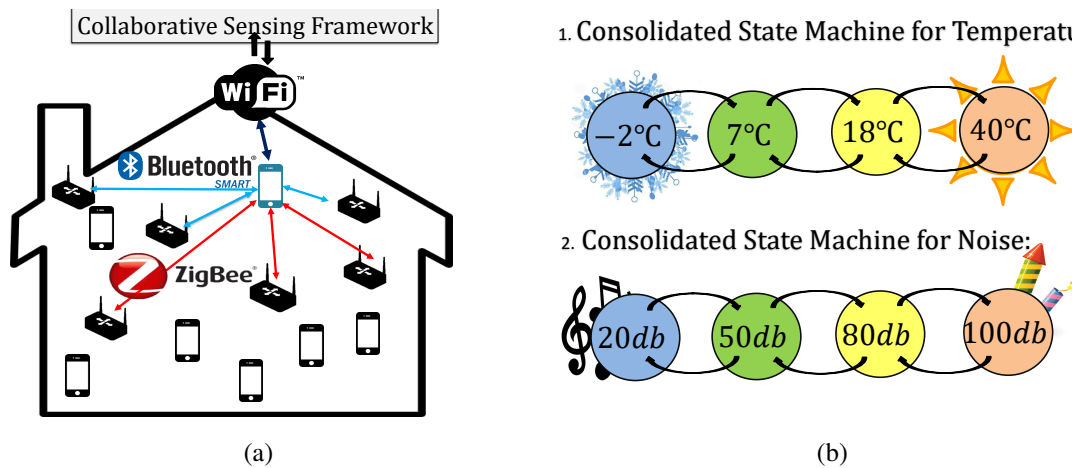 Collaborative Sensing Framework
Wi Fi™
Bluetooth®
SMART
ZigBee®
(a)
1. Consolidated State Machine for Temperatu
−2℃ 7℃ 18℃ 40℃
2. Consolidated State Machine for Noise:
20db 50db 80db 100db
(b)